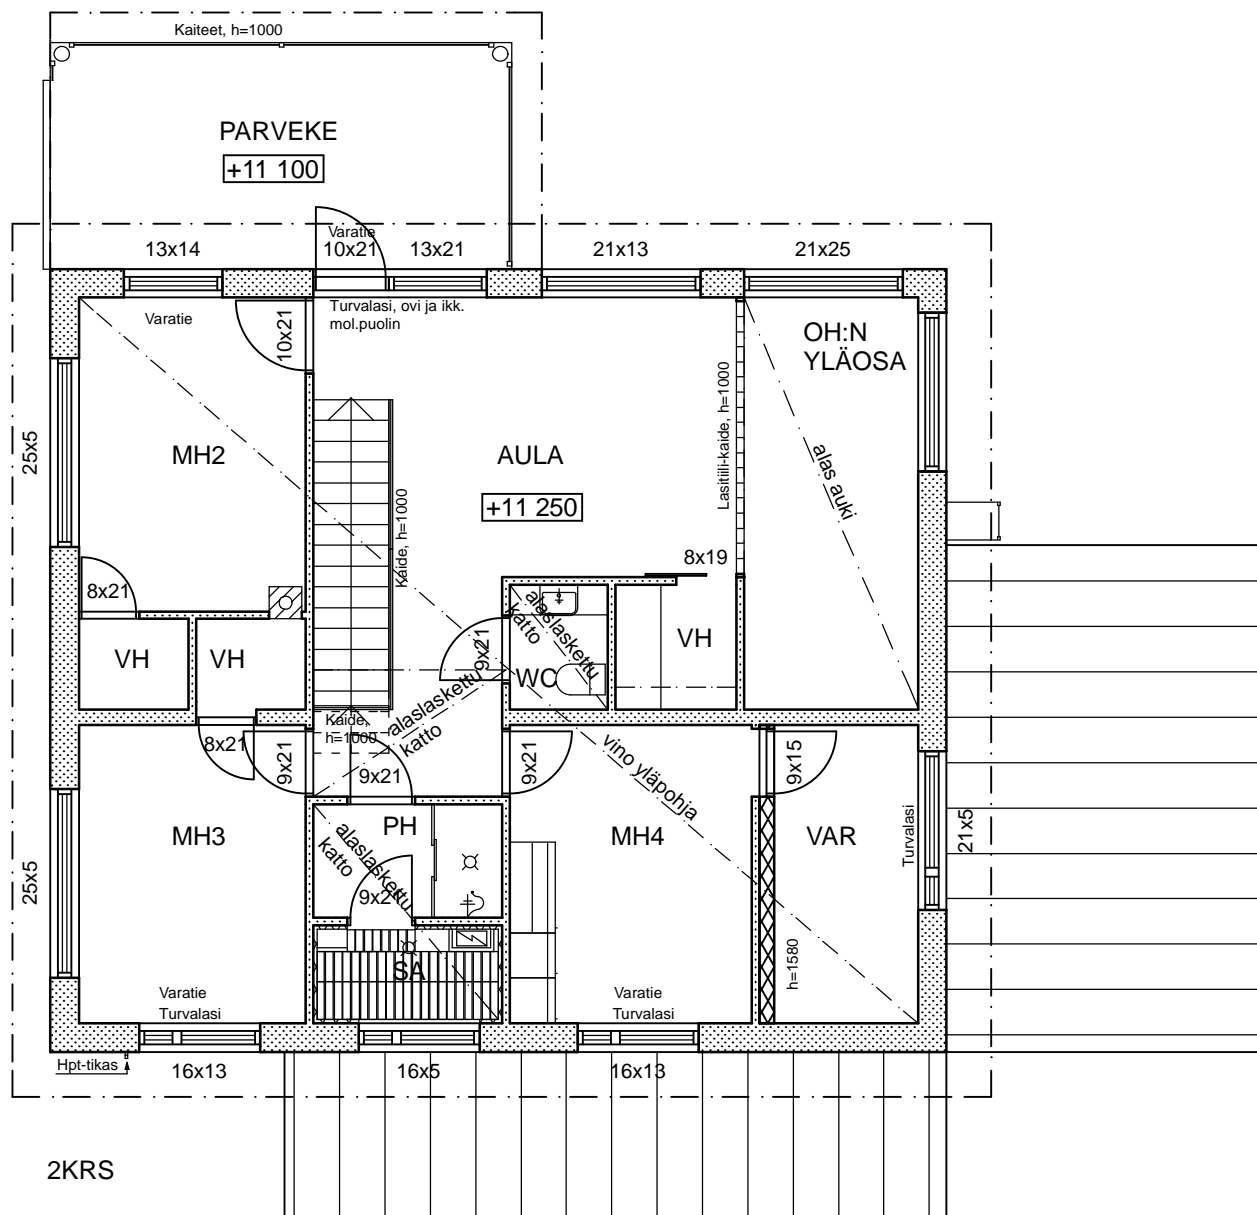 Kaiteet, h=1000
PARVEKE
+11 100
Varatie
13x14
10x21
13x21
21x13
21x25
Turvalasi, ovi ja ikk.
mol.puolin
Varatie
10x21
OH:N
YLÄOSA
Lasitiili-kaide, h=1000
25x5
MH2
AULA
+11 250
alas auki
Kaide, h=1000
8x19
8x21
alaslaskettu
katto
9x21
VH
VH
WC
VH
alaslaskettu
katto
Kaide,
h=1000
8x21
9x21
9x21
9x21
vino yläpohja
9x15
MH3
PH
MH4
VAR
Turvalasi
21x5
alaslaskettu
katto
9x21
25x5
SA
h=1580
Varatie
Turvalasi
Varatie
Turvalasi
Hpt-tikas
16x13
16x5
16x13
2KRS